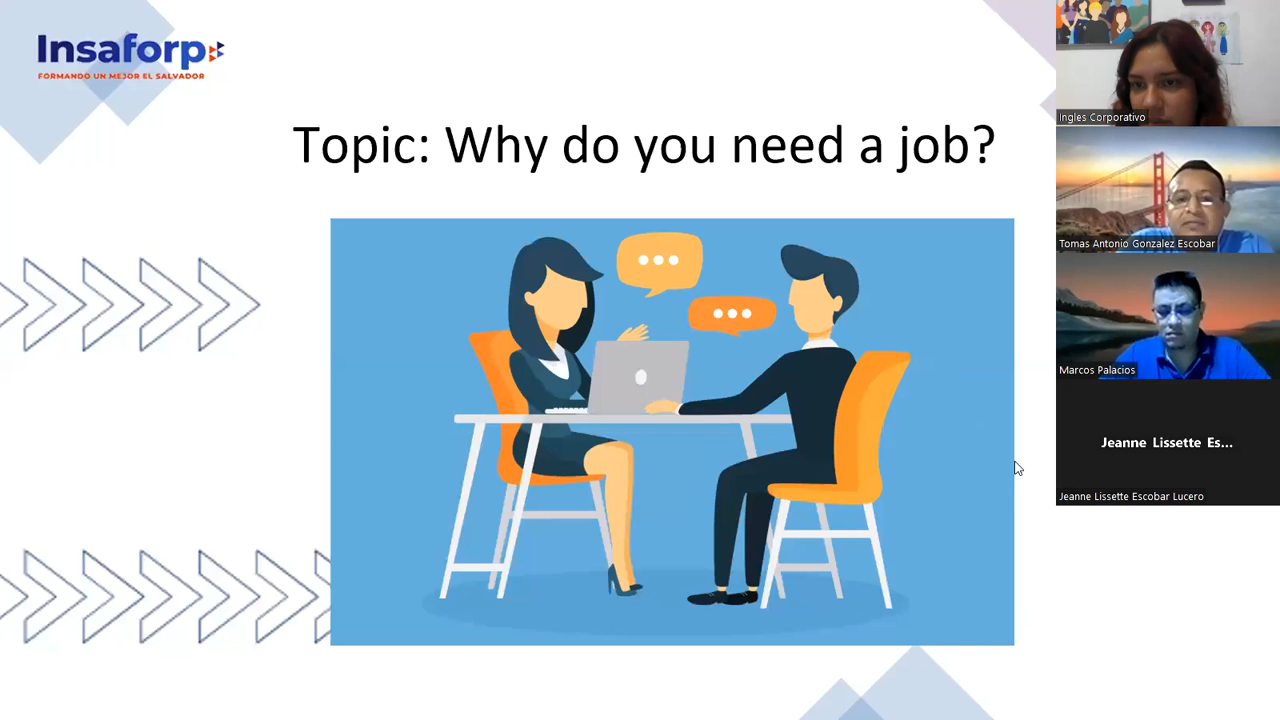 Insaforp
FORMANDO UN MEJOR EL SALVADOR
Topic: Why do you need a job?
Ingles Corporativo
Tomas Antonio Gonzalez Escobar
Marcos Palacios
Jeanne Lissette Es...
Jeanne Lissette Escobar Lucero